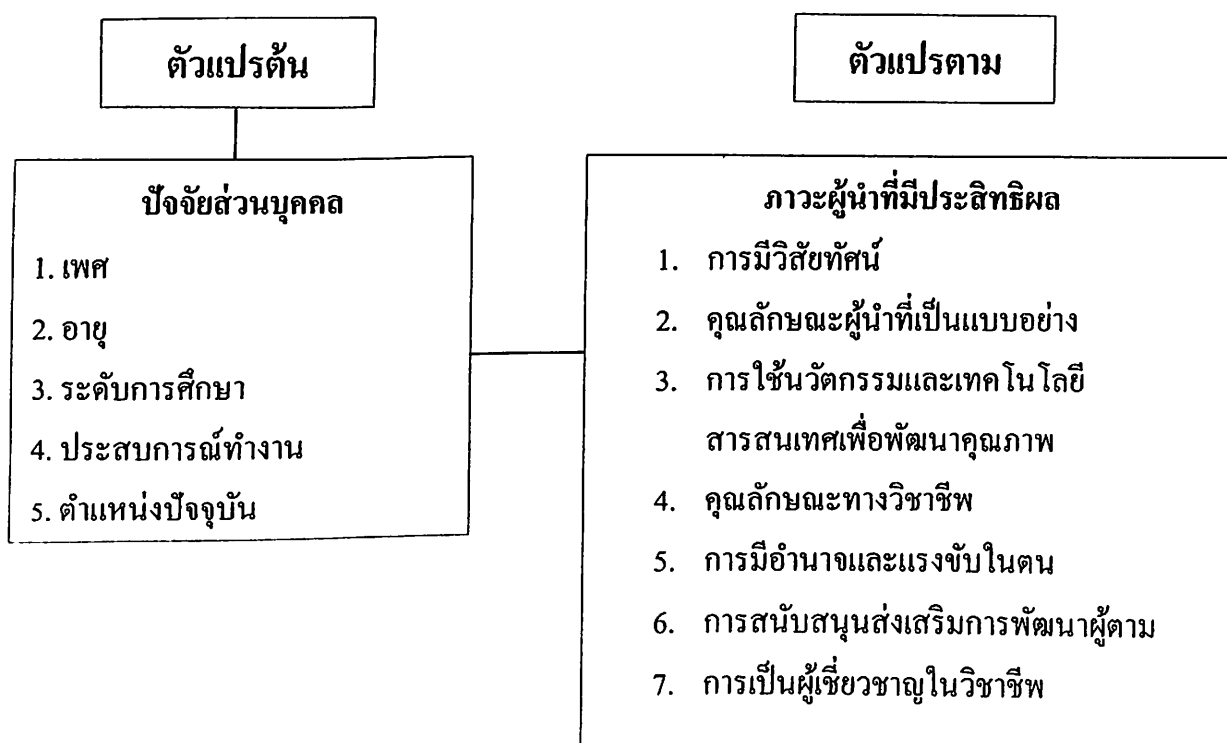 ตัวแปรต้น
ตัวแปรตาม
ปัจจัยส่วนบุคคล
1. เพศ
2. อายุ
3. ระดับการศึกษา
4. ประสบการณ์ทำงาน
5. ตำแหน่งปัจจุบัน
ภาวะผู้นำที่มีประสิทธิผล
1. การมีวิสัยทัศน์
2. คุณลักษณะผู้นำที่เป็นแบบอย่าง
3. การใช้นวัตกรรมและเทคโนโลยี
สารสนเทศเพื่อพัฒนาคุณภาพ
4. คุณลักษณะทางวิชาชีพ
5. การมีอำนาจและแรงขับในตน
6. การสนับสนุนส่งเสริมการพัฒนาผู้ตาม
7. การเป็นผู้เชี่ยวชาญในวิชาชีพ